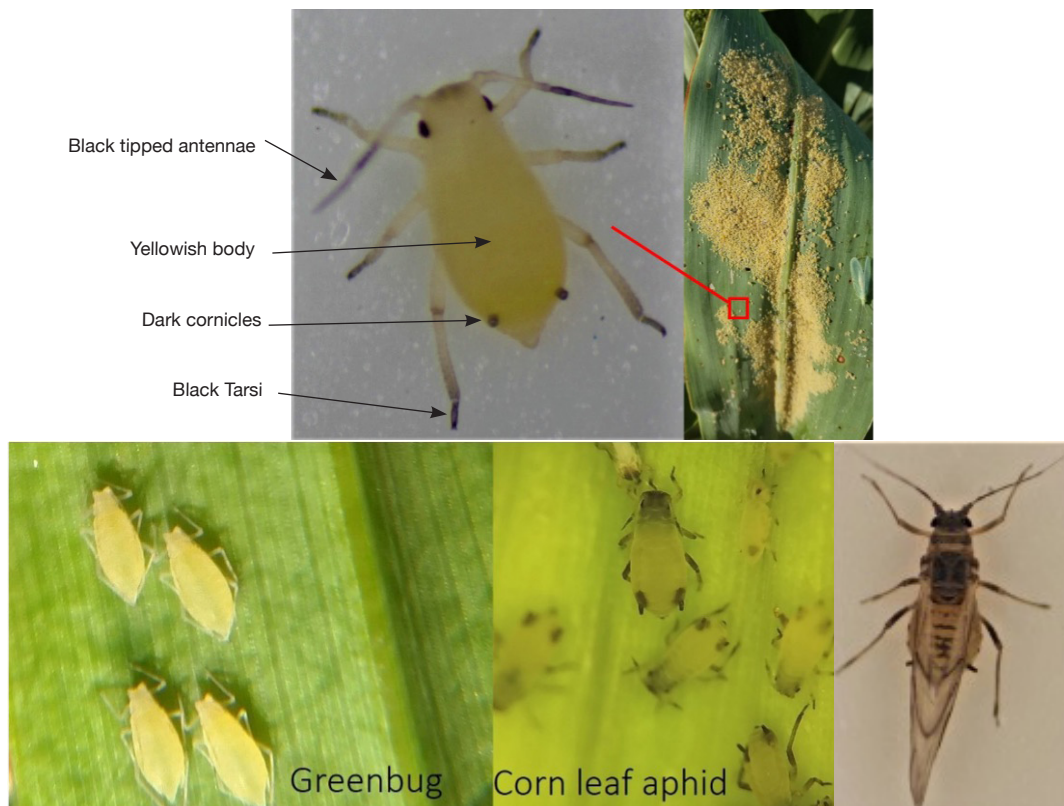 Black tipped antennae
Yellowish body
Dark cornicles
Black Tarsi
Greenbug
Corn leaf aphid